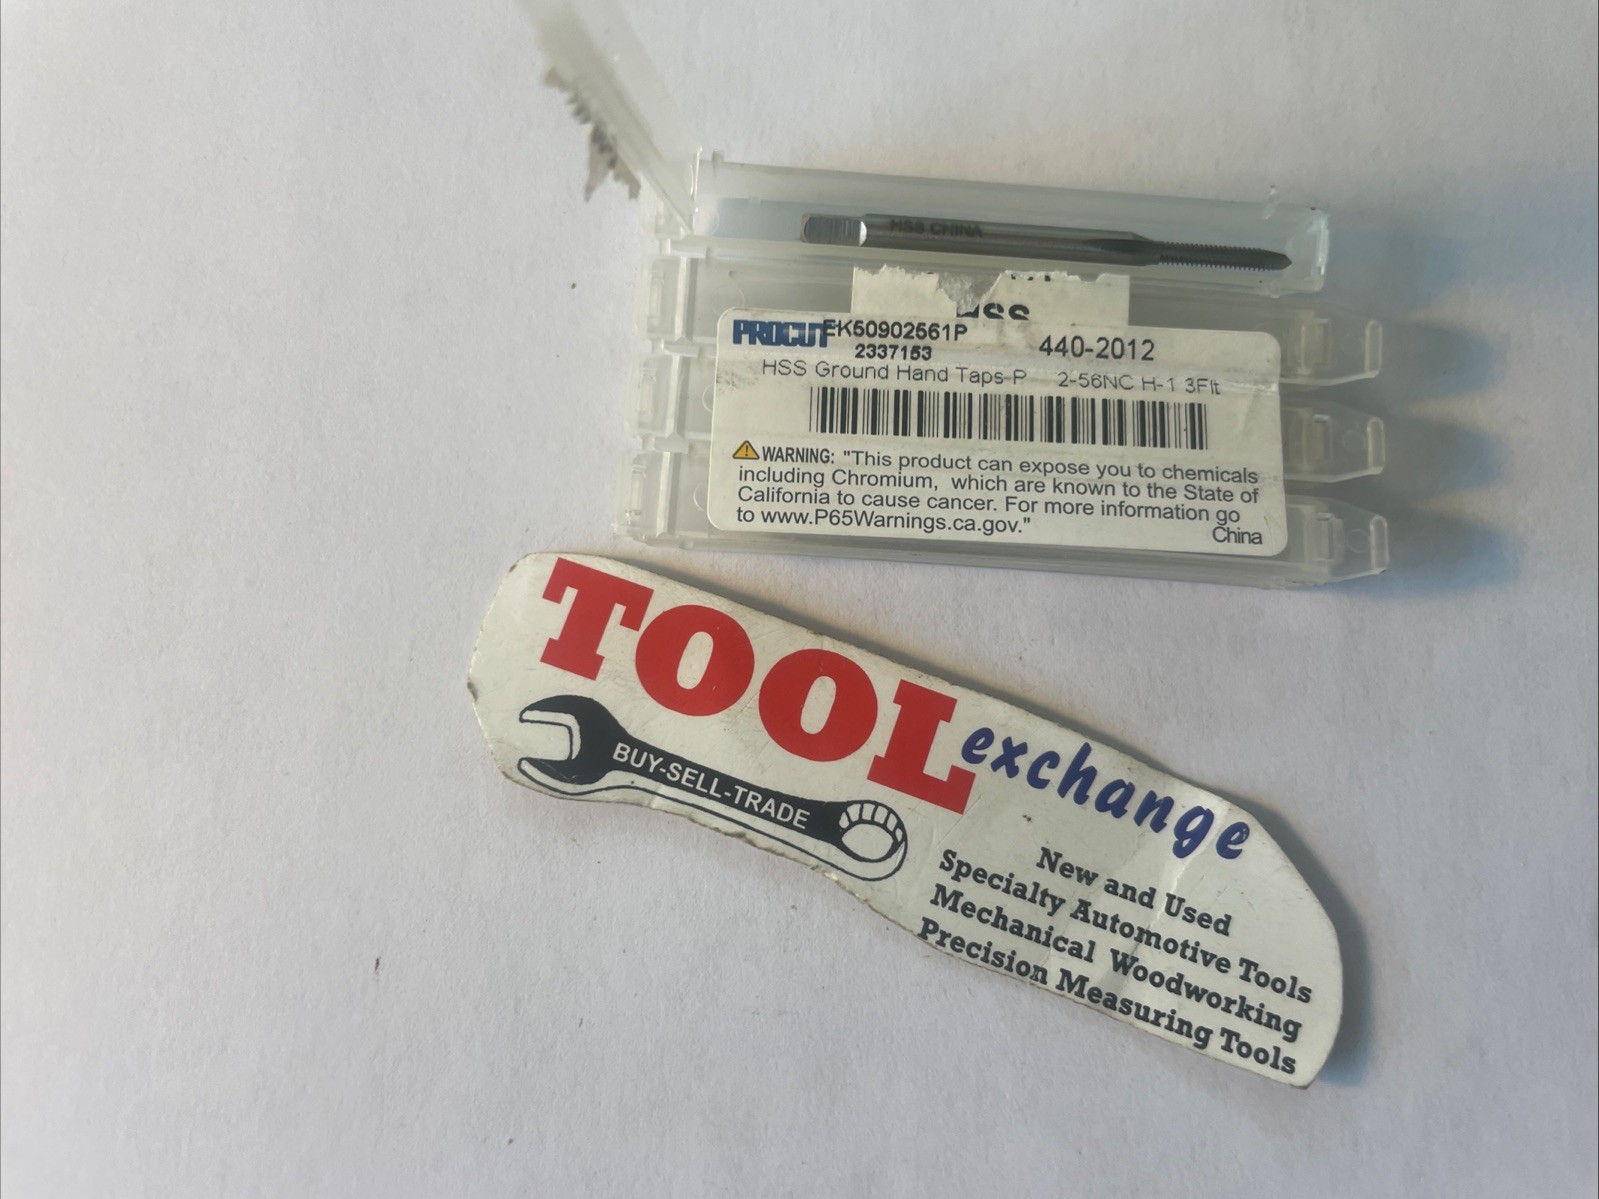 HSS CHINA
HSS
PROCUT EK50902561P
2337153
440-2012
HSS Ground Hand Taps-P 2-56NC H-1 3Flt
WARNING: "This product can expose you to chemicals
including Chromium, which are known to the State of
California to cause cancer. For more information go
to www.P65Warnings.ca.gov."
China
TOOL
exchange
BUY-SELL-TRADE
New and Used
Specialty Automotive Tools
Mechanical Woodworking
Precision Measuring Tools